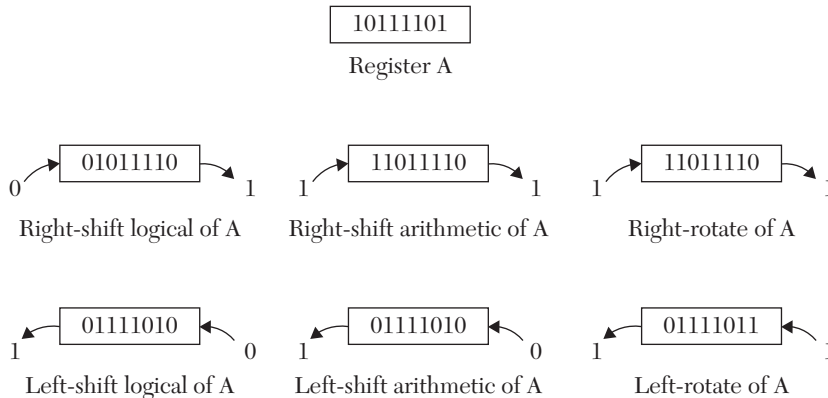 10111101
Register A
01011110 11011110 11011110
0 1 1 1 1 1
Right-shift logical of A Right-shift arithmetic of A Right-rotate of A
01111010 01111010 01111011
1 0 1 0 1 1
Left-shift logical of A Left-shift arithmetic of A Left-rotate of A